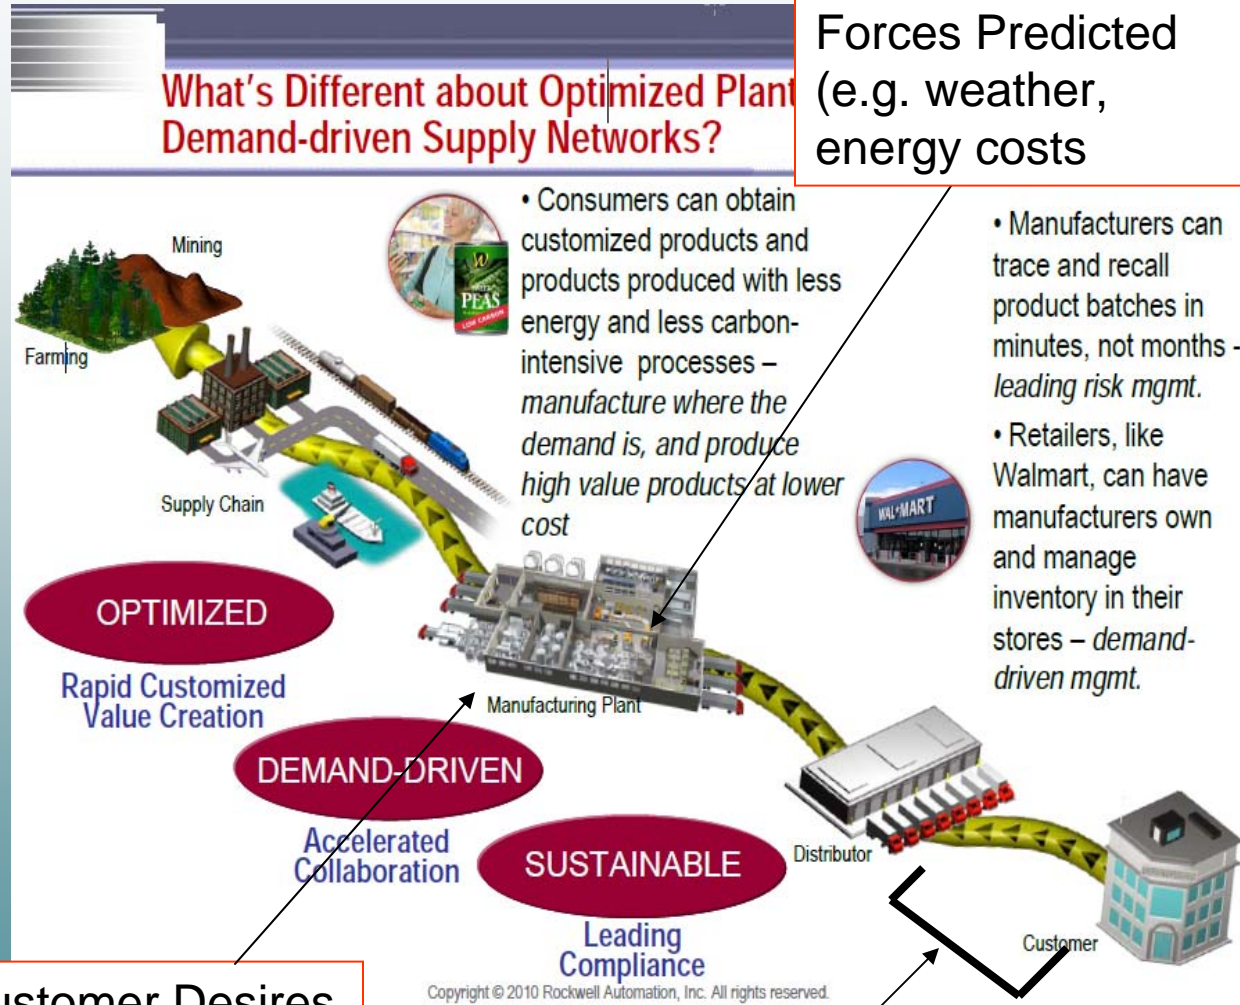 Forces Predicted
(e.g. weather,
energy costs
What's Different about Optimized Plant
Demand-driven Supply Networks?
• Consumers can obtain
customized products and
products produced with less
energy and less carbon-
intensive processes –
manufacture where the
demand is, and produce
high value products at lower
cost
• Manufacturers can
trace and recall
product batches in
minutes, not months -
leading risk mgmt.
• Retailers, like
Walmart, can have
manufacturers own
and manage
inventory in their
stores – demand-
driven mgmt.
Mining
Farming
PEAS
LOW CARBON
WAL*MART
Supply Chain
OPTIMIZED
Rapid Customized
Value Creation
Manufacturing Plant
DEMAND-DRIVEN
Accelerated
Collaboration
SUSTAINABLE
Leading
Compliance
Distributor
Customer
ustomer Desires
Copyright © 2010 Rockwell Automation, Inc. All rights reserved.